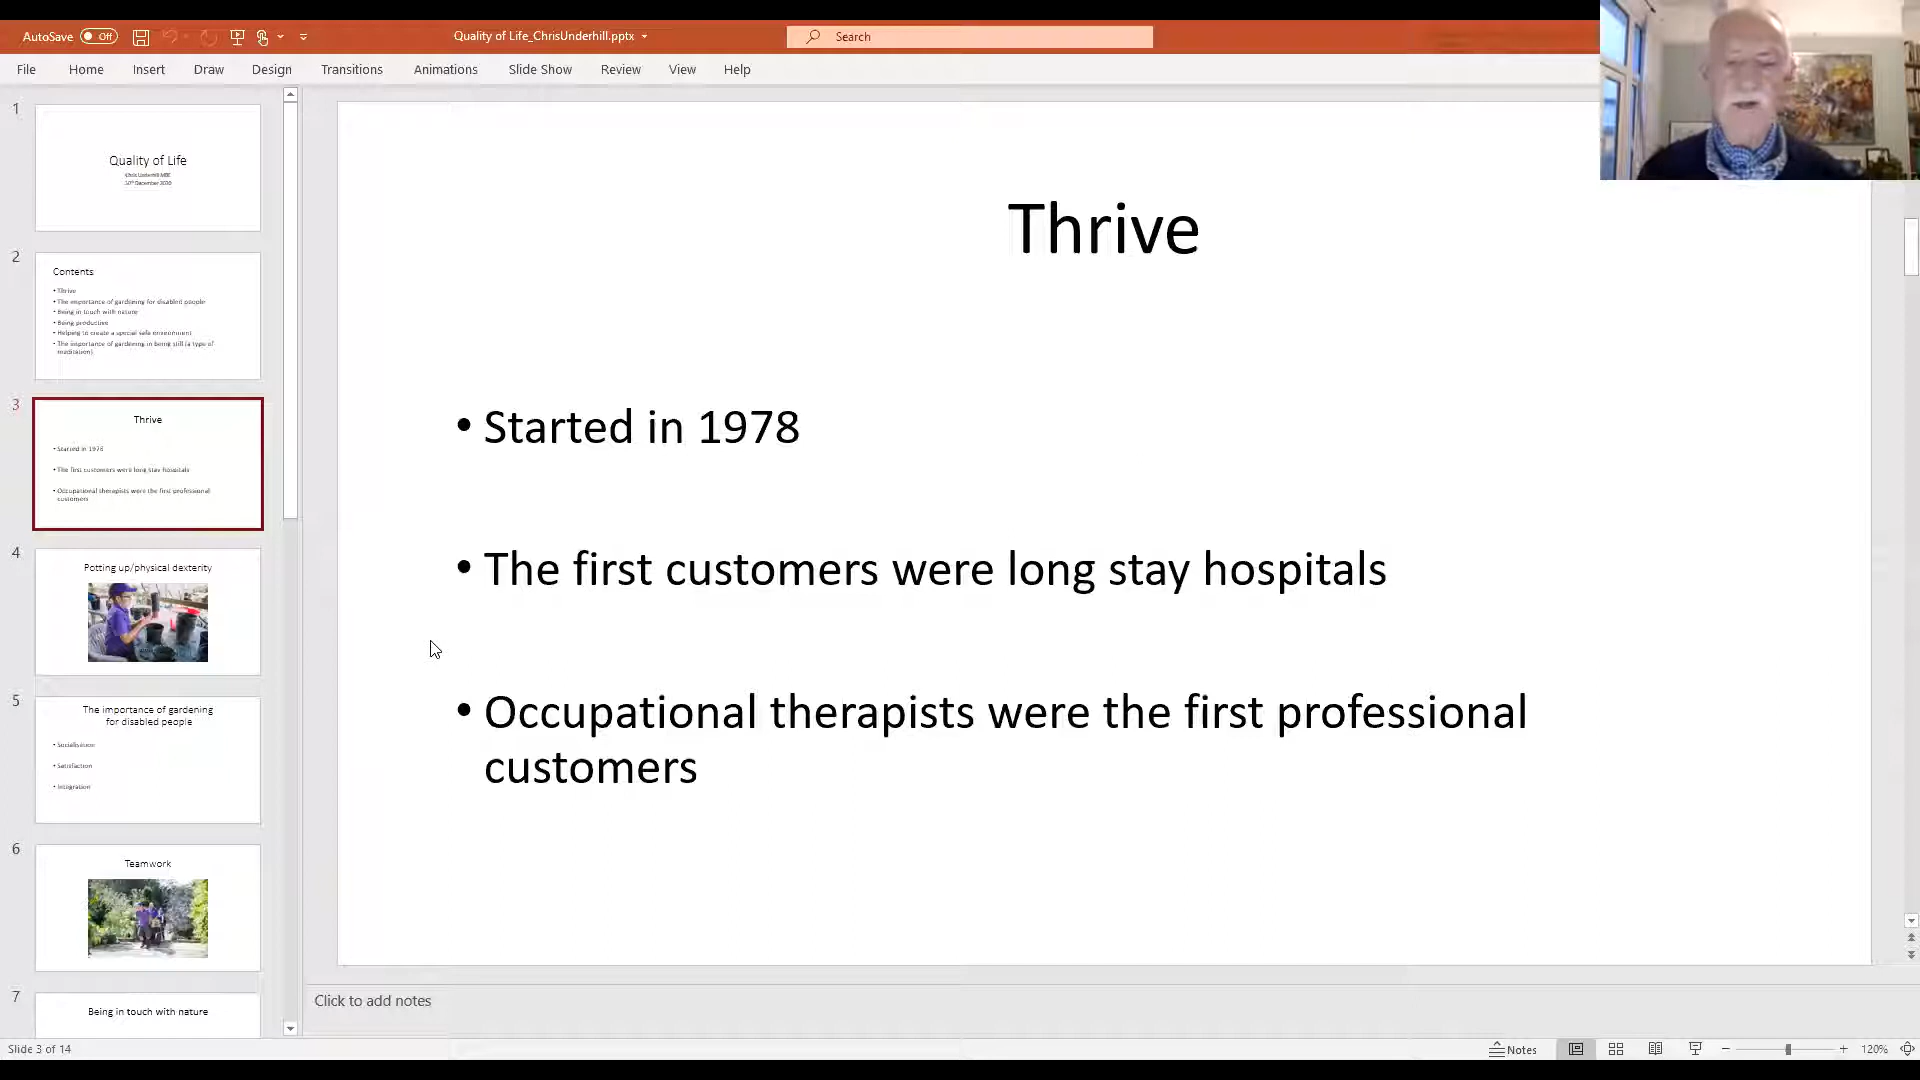 AutoSave Off
Quality of Life_ChrisUnderhill.pptx
Search
File Home Insert Draw Design Transitions Animations Slide Show Review View Help
1
Quality of Life
Chris Underhill MBE
10th December 2020
2
Contents
• Thrive
• The importance of gardening for disabled people
• Being in touch with nature
• Being productive
• Helping to create a special safe environment
• The importance of gardening in being still (a type of
meditation)
3
Thrive
• Started in 1978
• The first customers were long stay hospitals
• Occupational therapists were the first professional
customers
4
Potting up/physical dexterity
5
The importance of gardening
for disabled people
• Socialisation
• Satisfaction
• Integration
6
Teamwork
7
Being in touch with nature
Thrive
• Started in 1978
• The first customers were long stay hospitals
• Occupational therapists were the first professional
customers
Click to add notes
Slide 3 of 14
Notes
120%